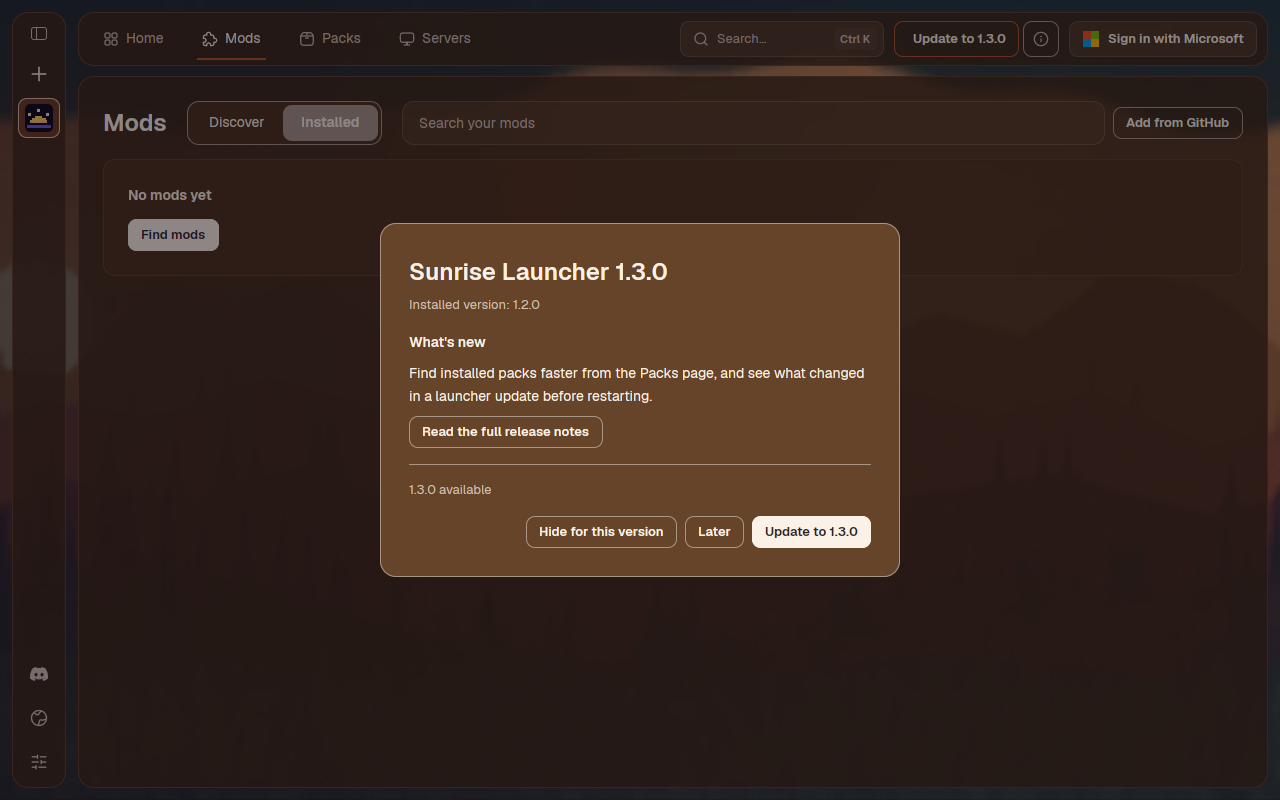 Home
Mods
Packs
Servers
Search...
Ctrl K
Update to 1.3.0
Sign in with Microsoft
Mods
Discover
Installed
Search your mods
Add from GitHub
No mods yet
Find mods
Sunrise Launcher 1.3.0
Installed version: 1.2.0
What's new
Find installed packs faster from the Packs page, and see what changed
in a launcher update before restarting.
Read the full release notes
1.3.0 available
Hide for this version
Later
Update to 1.3.0